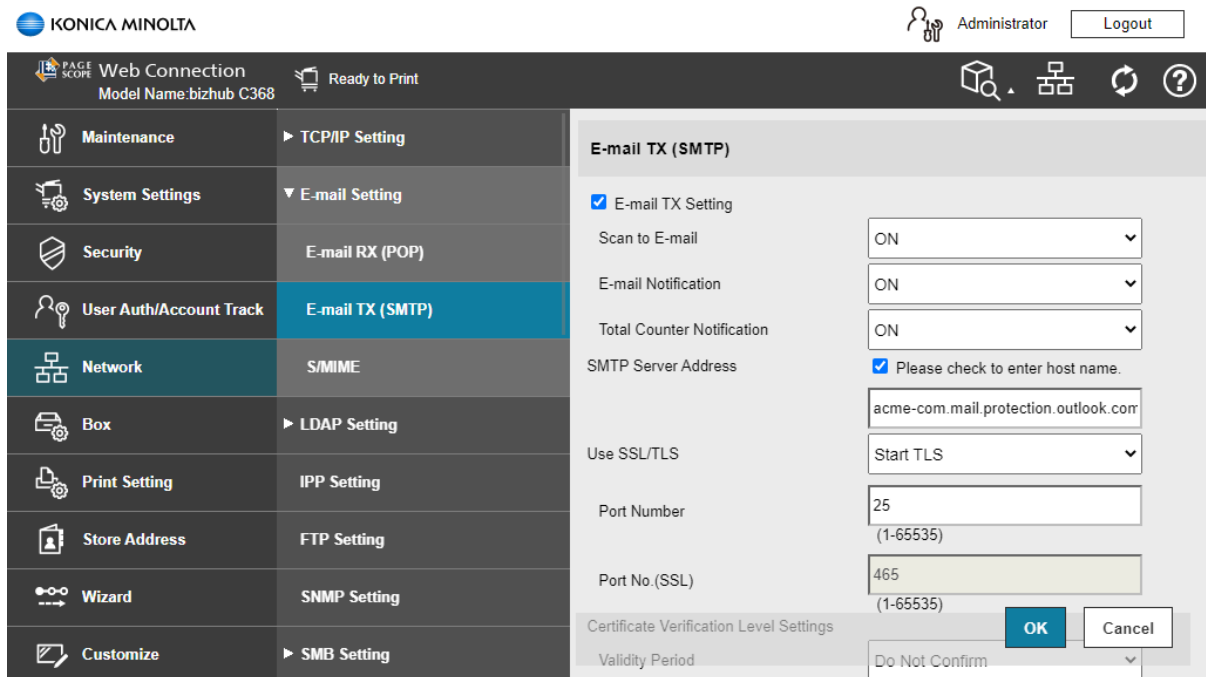 KONICA MINOLTA
Administrator
Logout
PAGE SCOPE Web Connection
Model Name:bizhub C368
Ready to Print
Maintenance
System Settings
Security
User Auth/Account Track
Network
Box
Print Setting
Store Address
Wizard
Customize
TCP/IP Setting
E-mail Setting
E-mail RX (POP)
E-mail TX (SMTP)
S/MIME
LDAP Setting
IPP Setting
FTP Setting
SNMP Setting
SMB Setting
E-mail TX (SMTP)
E-mail TX Setting
Scan to E-mail
ON
E-mail Notification
ON
Total Counter Notification
ON
SMTP Server Address
Please check to enter host name.
acme-com.mail.protection.outlook.com
Use SSL/TLS
Start TLS
Port Number
25
(1-65535)
Port No.(SSL)
465
(1-65535)
Certificate Verification Level Settings
OK
Cancel
Validity Period
Do Not Confirm